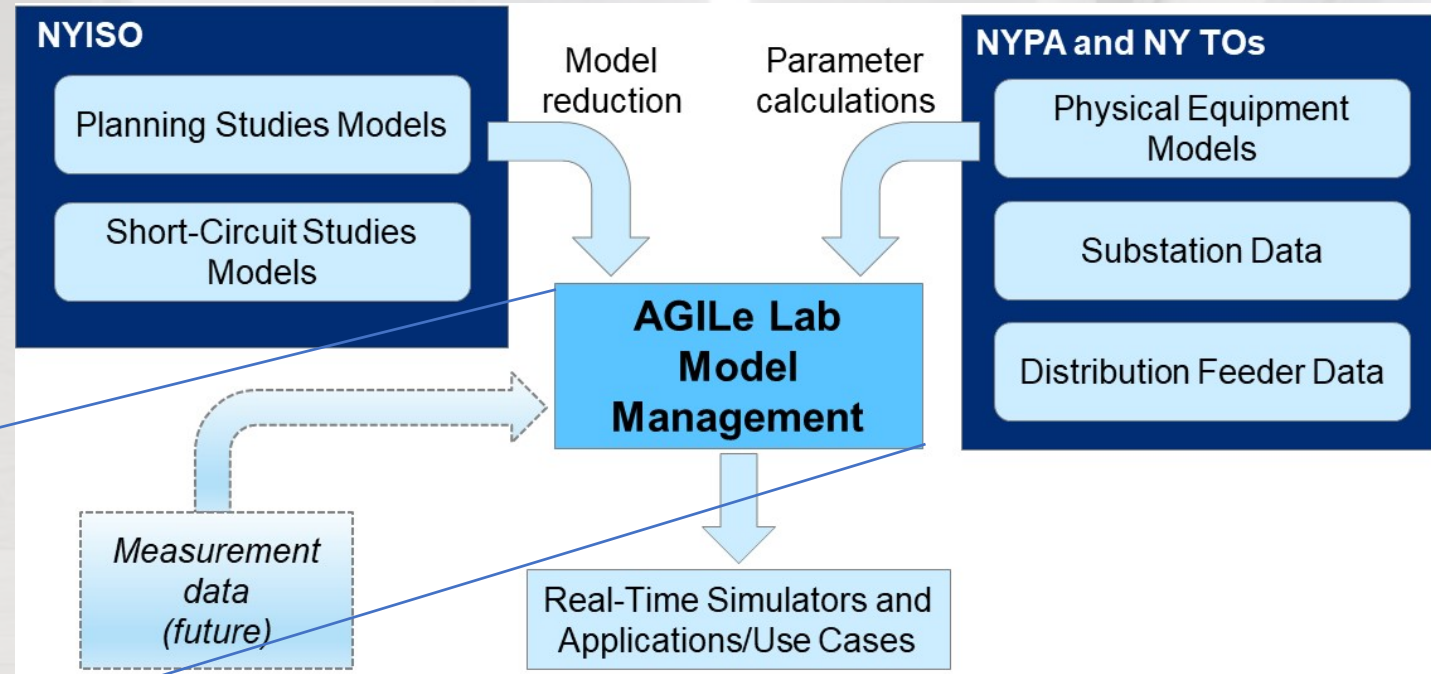 NYISO
Planning Studies Models
Short-Circuit Studies
Models
Model
reduction
Parameter
calculations
NYPA and NY TOs
Physical Equipment
Models
Substation Data
Distribution Feeder Data
AGILe Lab
Model
Management
Measurement
data
(future)
Real-Time Simulators and
Applications/Use Cases